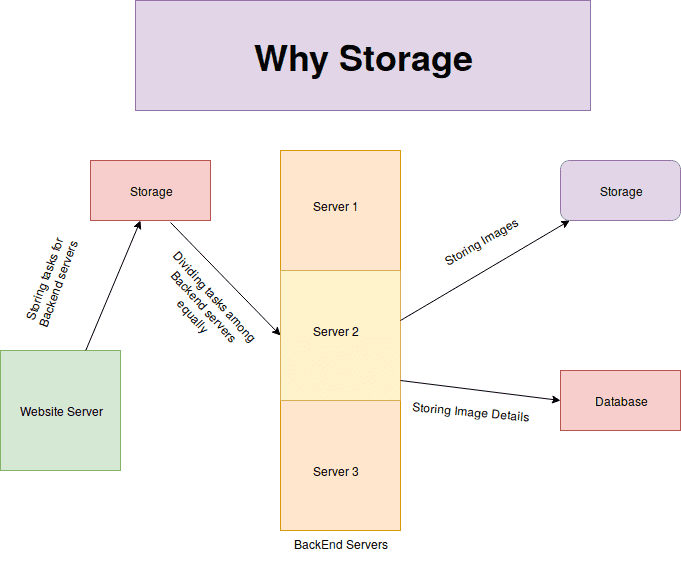 Why Storage
Storage
Server 1
Storage
Storing tasks for
Backend servers
Dividing tasks among
Backend servers
equally
Storing Images
Server 2
Website Server
Storing Image Details
Database
Server 3
BackEnd Servers